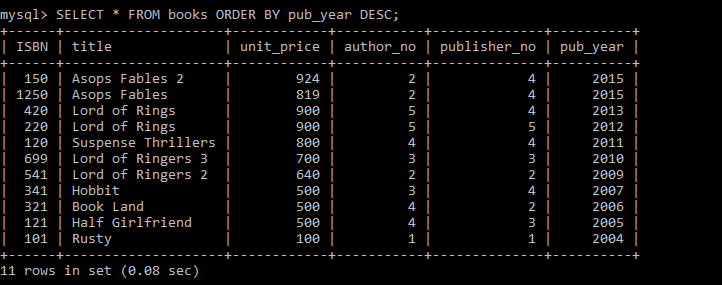 mysql> SELECT * FROM books ORDER BY pub_year DESC;
+------+--------------------+------------+-----------+--------------+----------+
| ISBN | title              | unit_price | author_no | publisher_no | pub_year |
+------+--------------------+------------+-----------+--------------+----------+
|  150 | Asops Fables 2     |        924 |         2 |            4 |     2015 |
| 1250 | Asops Fables       |        819 |         2 |            4 |     2015 |
|  420 | Lord of Rings      |        900 |         5 |            4 |     2013 |
|  220 | Lord of Rings      |        900 |         5 |            5 |     2012 |
|  120 | Suspense Thrillers |        800 |         4 |            4 |     2011 |
|  699 | Lord of Ringers 3  |        700 |         3 |            3 |     2010 |
|  541 | Lord of Ringers 2  |        640 |         2 |            2 |     2009 |
|  341 | Hobbit             |        500 |         3 |            4 |     2007 |
|  321 | Book Land          |        500 |         4 |            2 |     2006 |
|  121 | Half Girlfriend    |        500 |         4 |            3 |     2005 |
|  101 | Rusty              |        100 |         1 |            1 |     2004 |
+------+--------------------+------------+-----------+--------------+----------+
11 rows in set (0.08 sec)